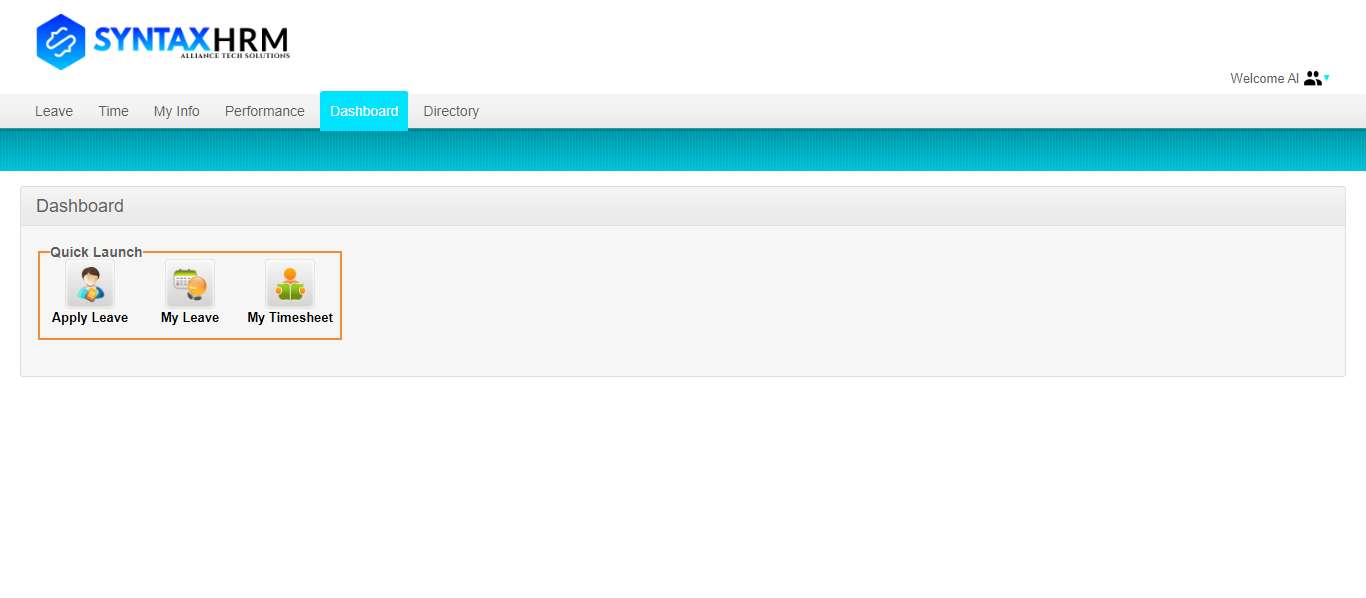 SYNTAXHRM
ALLIANCE TECH SOLUTIONS
Welcome AI
Leave Time My Info Performance Dashboard Directory
Dashboard
Quick Launch
Apply Leave My Leave My Timesheet